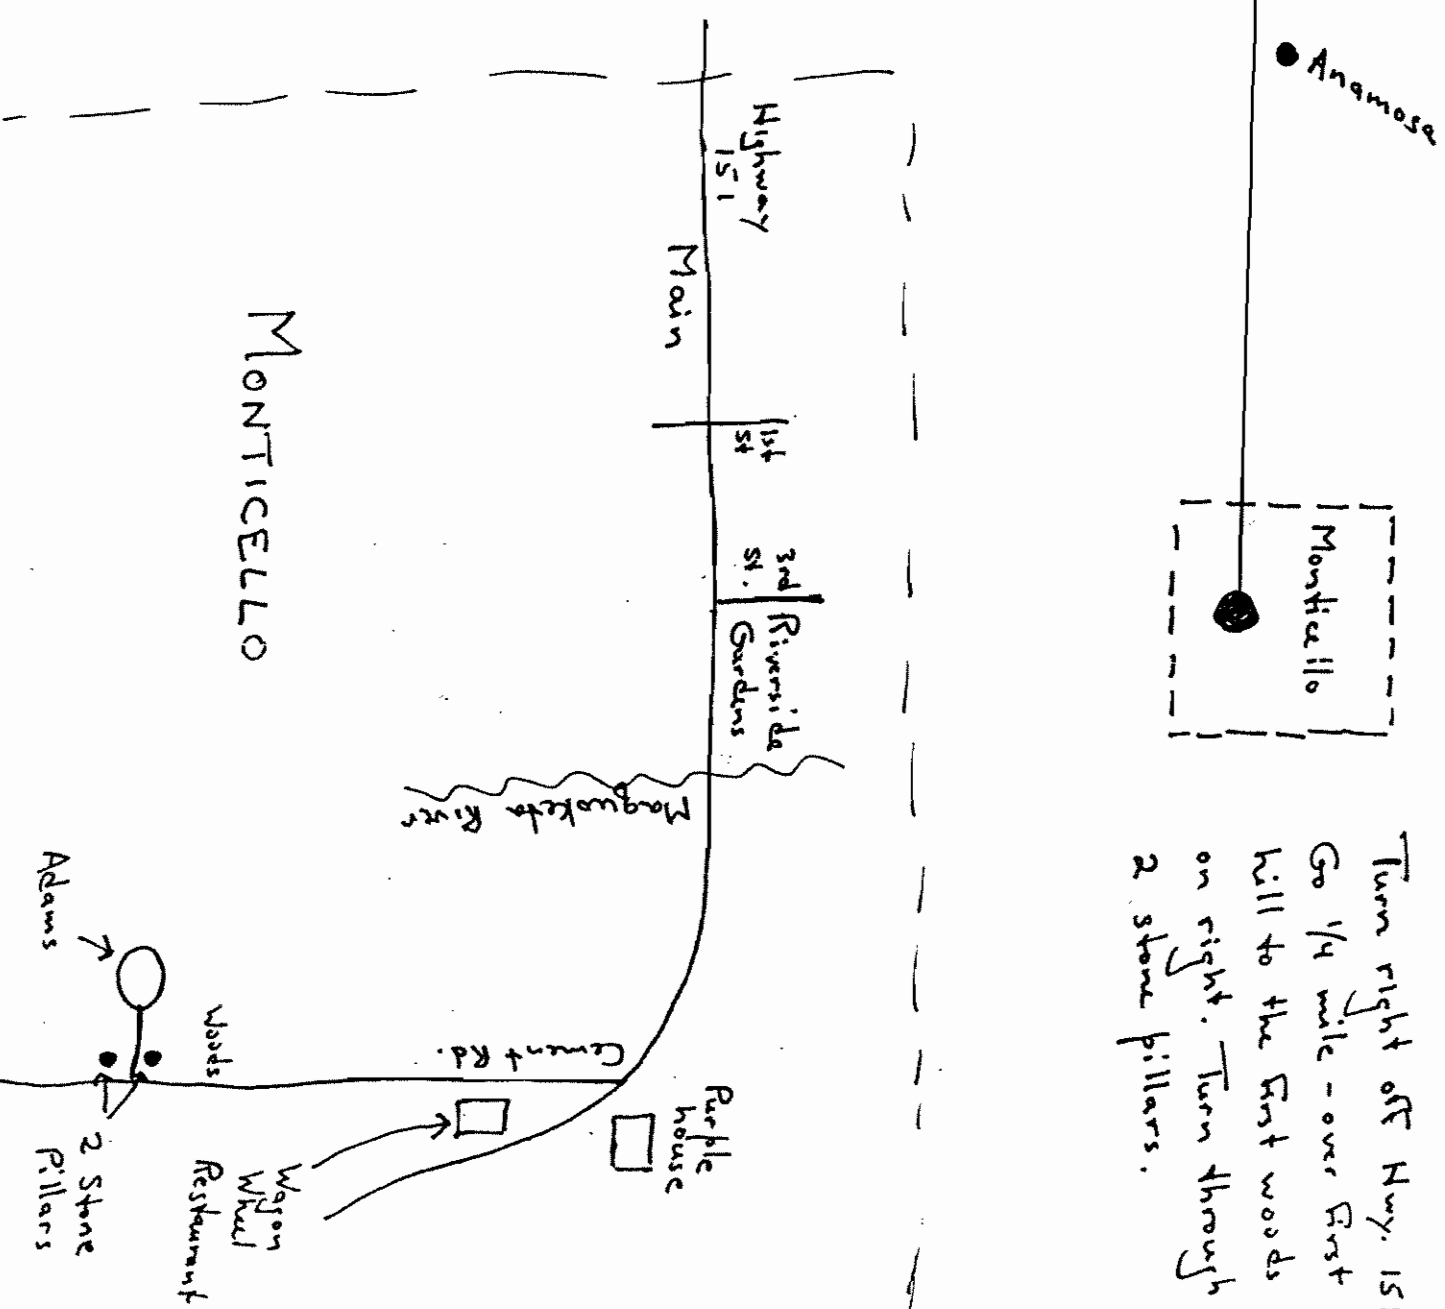 Anamosa
Monticello
Turn right off Hwy. 15
Go 1/4 mile - over first
hill to the first woods
on right. Turn through
2 stone pillars.
Highway
151
Main
1st
St
3rd
St.
Riverside
Gardens
Maquoketa River
MONTICELLO
Cement Rd.
Purple
house
Wagon
Wheel
Restaurant
Woods
Adams
2 Stone
Pillars